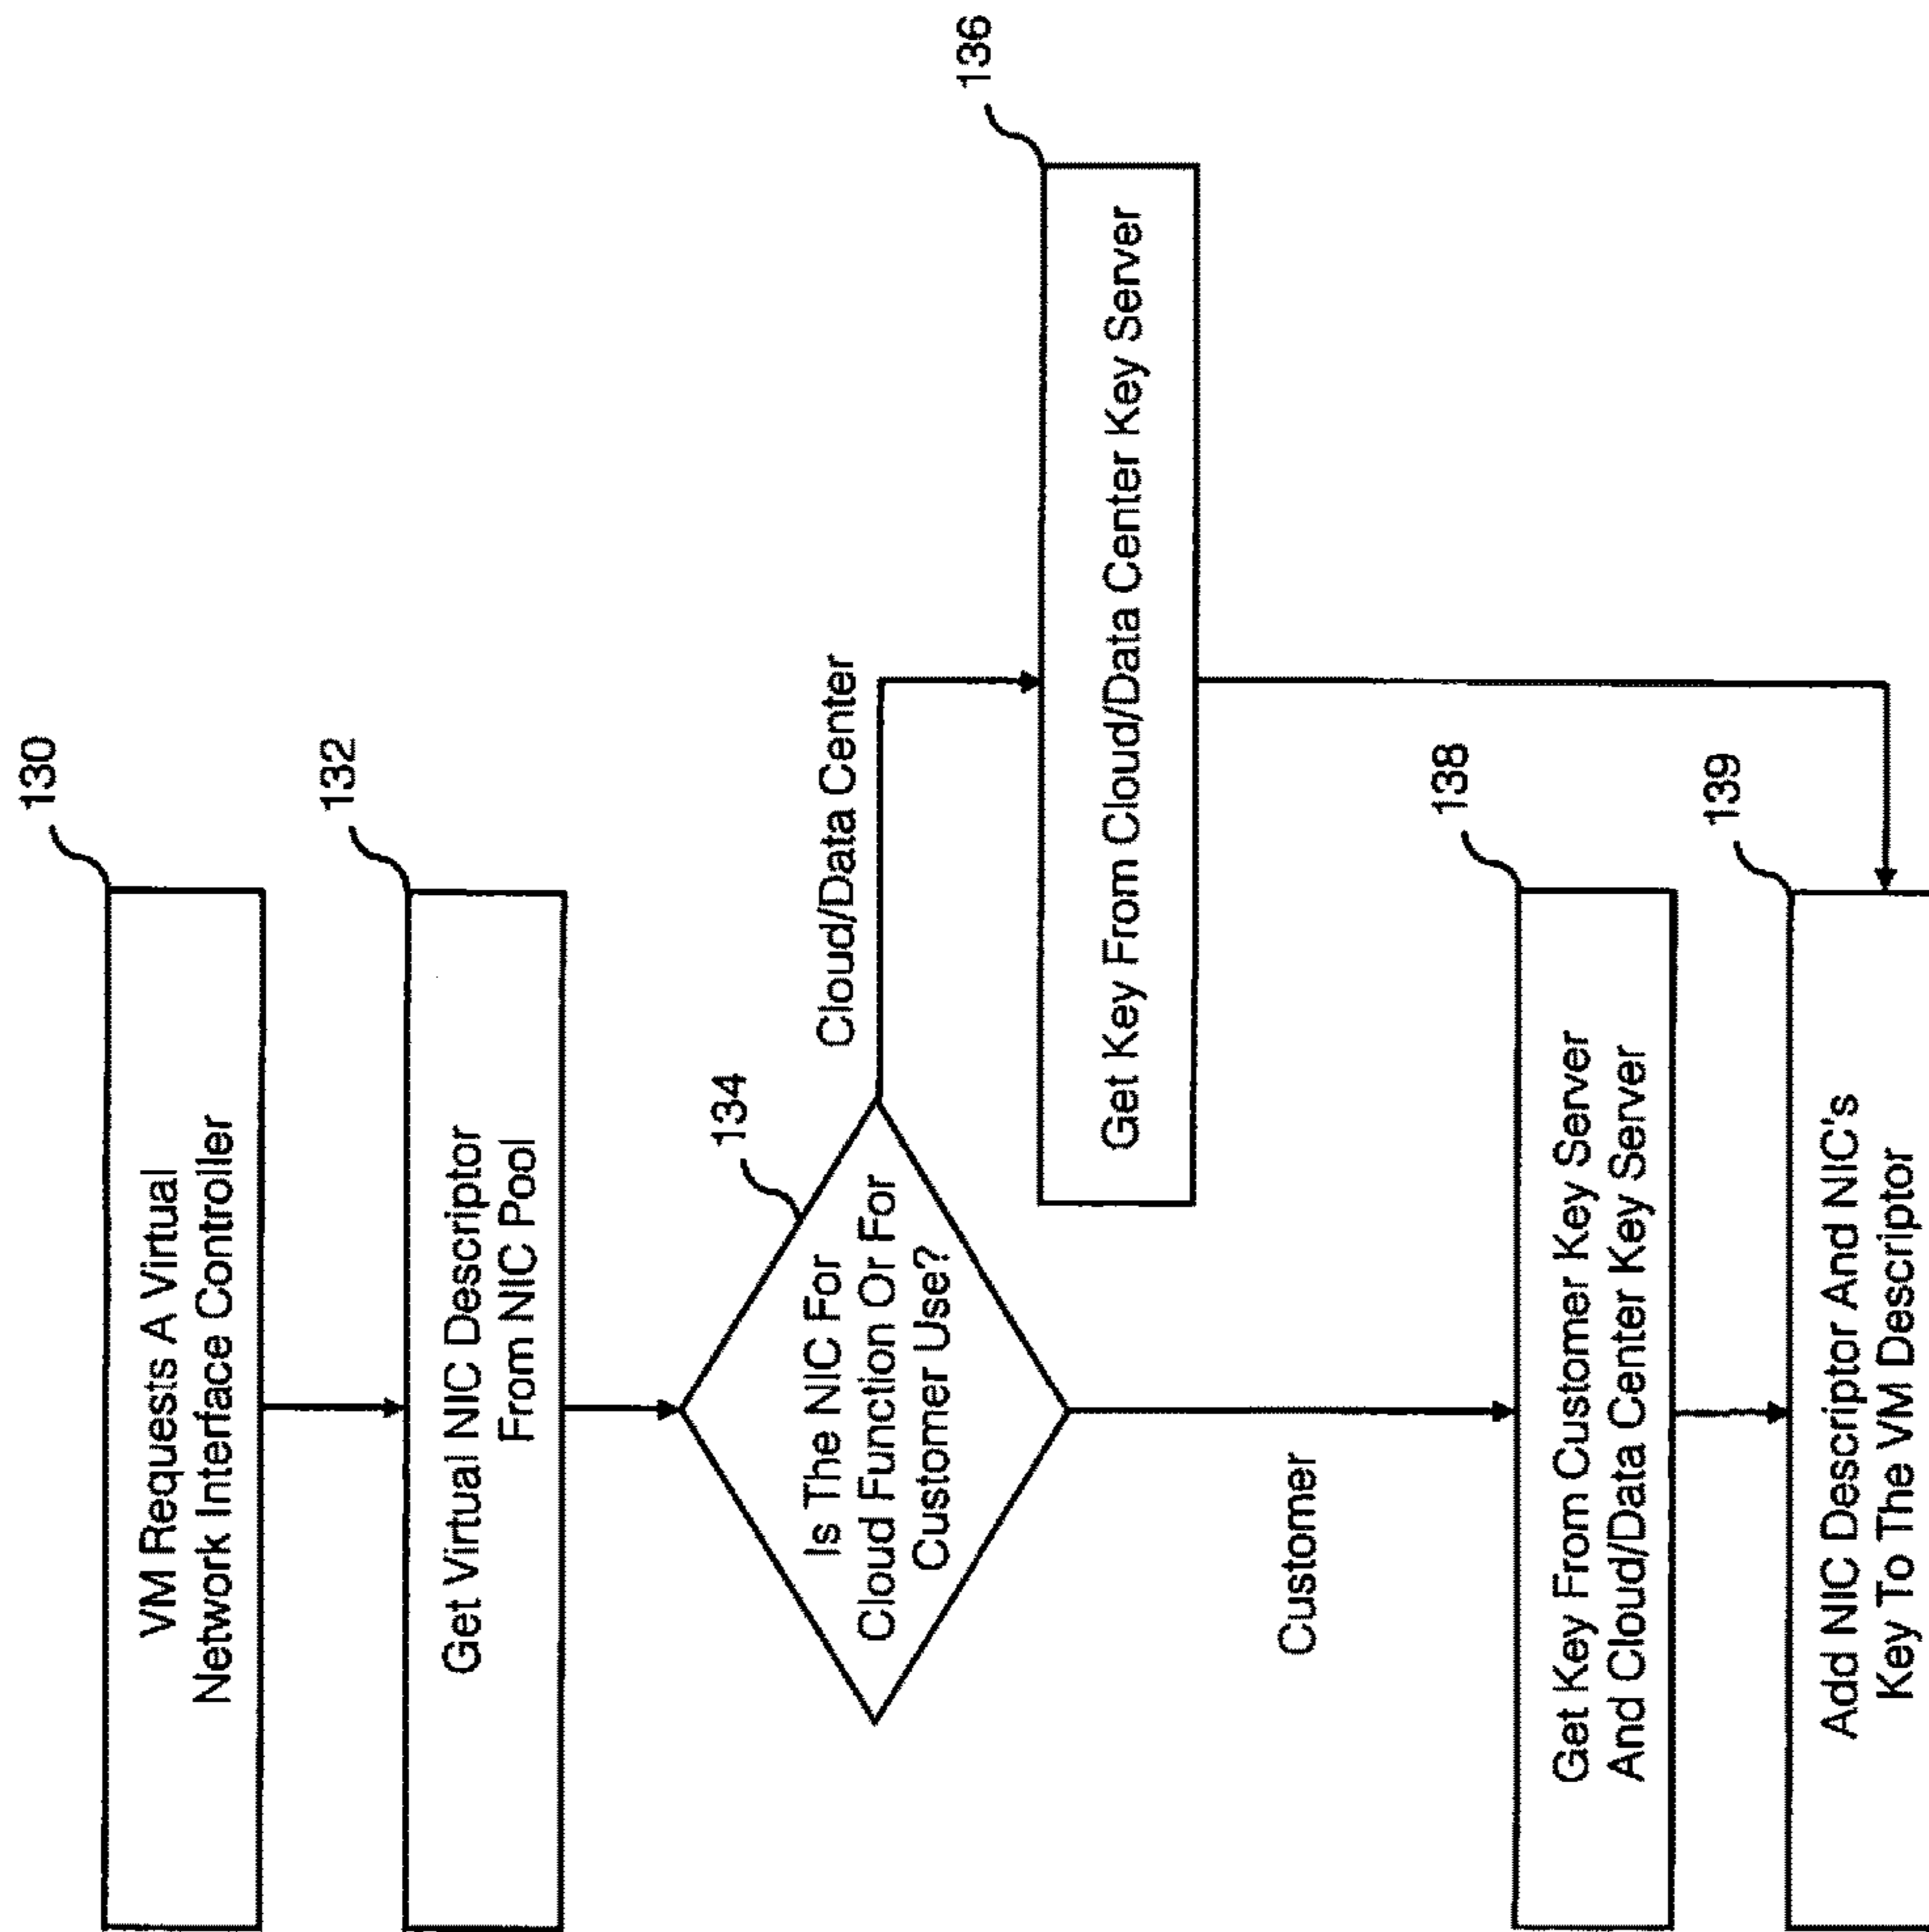 130
VM Requests A Virtual
Network Interface Controller
132
Get Virtual NIC Descriptor
From NIC Pool
134
Is The NIC For
Cloud Function Or For
Customer Use?
Cloud/Data Center
136
Get Key From Cloud/Data Center Key Server
Customer
138
Get Key From Customer Key Server
And Cloud/Data Center Key Server
139
Add NIC Descriptor And NIC's
Key To The VM Descriptor